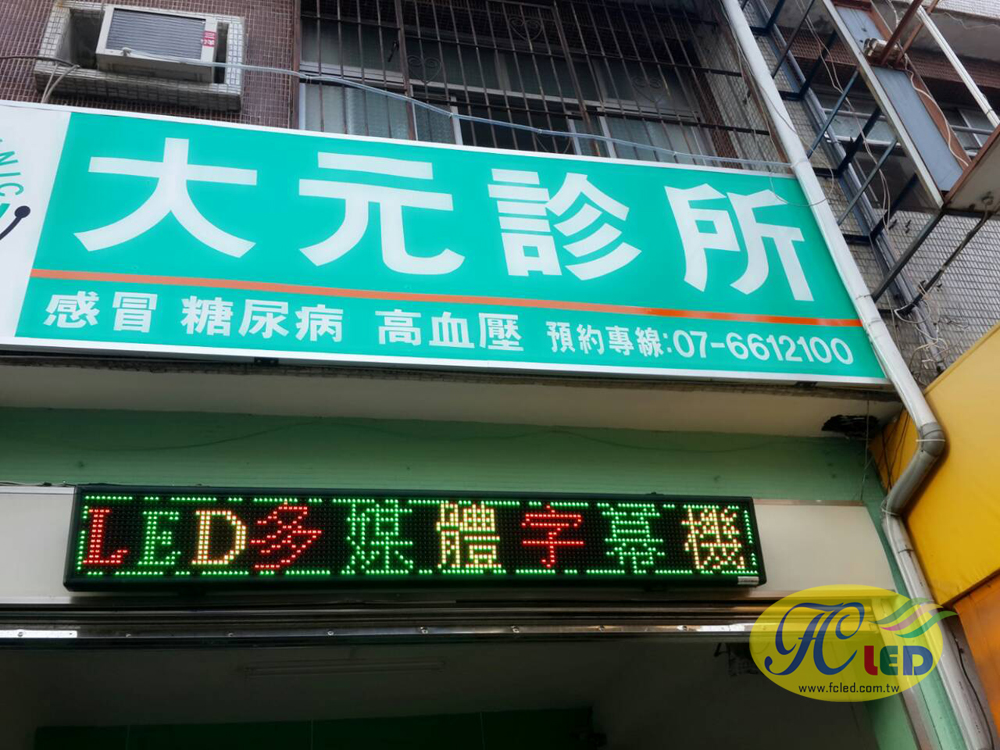 大元診所
感冒 糖尿病 高血壓 預約專線:07-6612100
LED多媒體字幕機
FC LED
www.fcled.com.tw